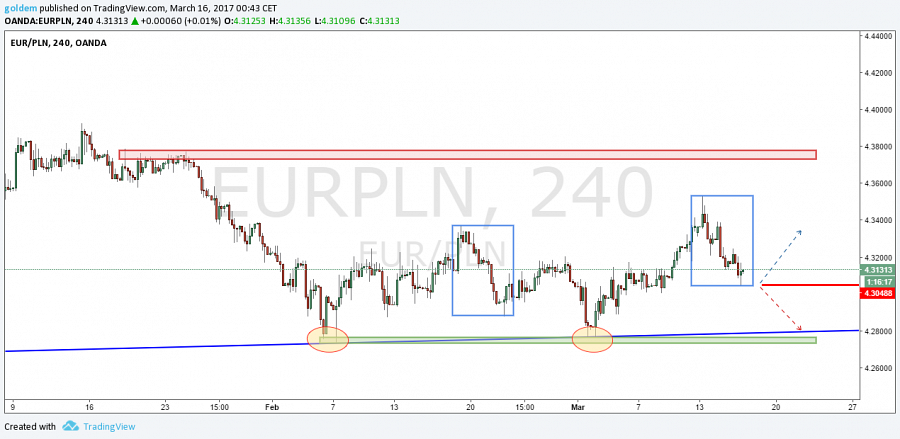 goldem published on TradingView.com, March 16, 2017 00:43 CET
OANDA:EURPLN, 240 4.31313 ▲ +0.00060 (+0.01%) O:4.31253 H:4.31356 L:4.31096 C:4.31313
EUR/PLN, 240, OANDA
EURPLN, 240
EUR/PLN
4.44000
4.42000
4.40000
4.38000
4.36000
4.34000
4.32000
4.31313
1:16:17
4.30488
4.28000
4.26000
9 16 23 15:00 Feb 7 13 20 15:00 Mar 7 13 20 27
Created with TradingView